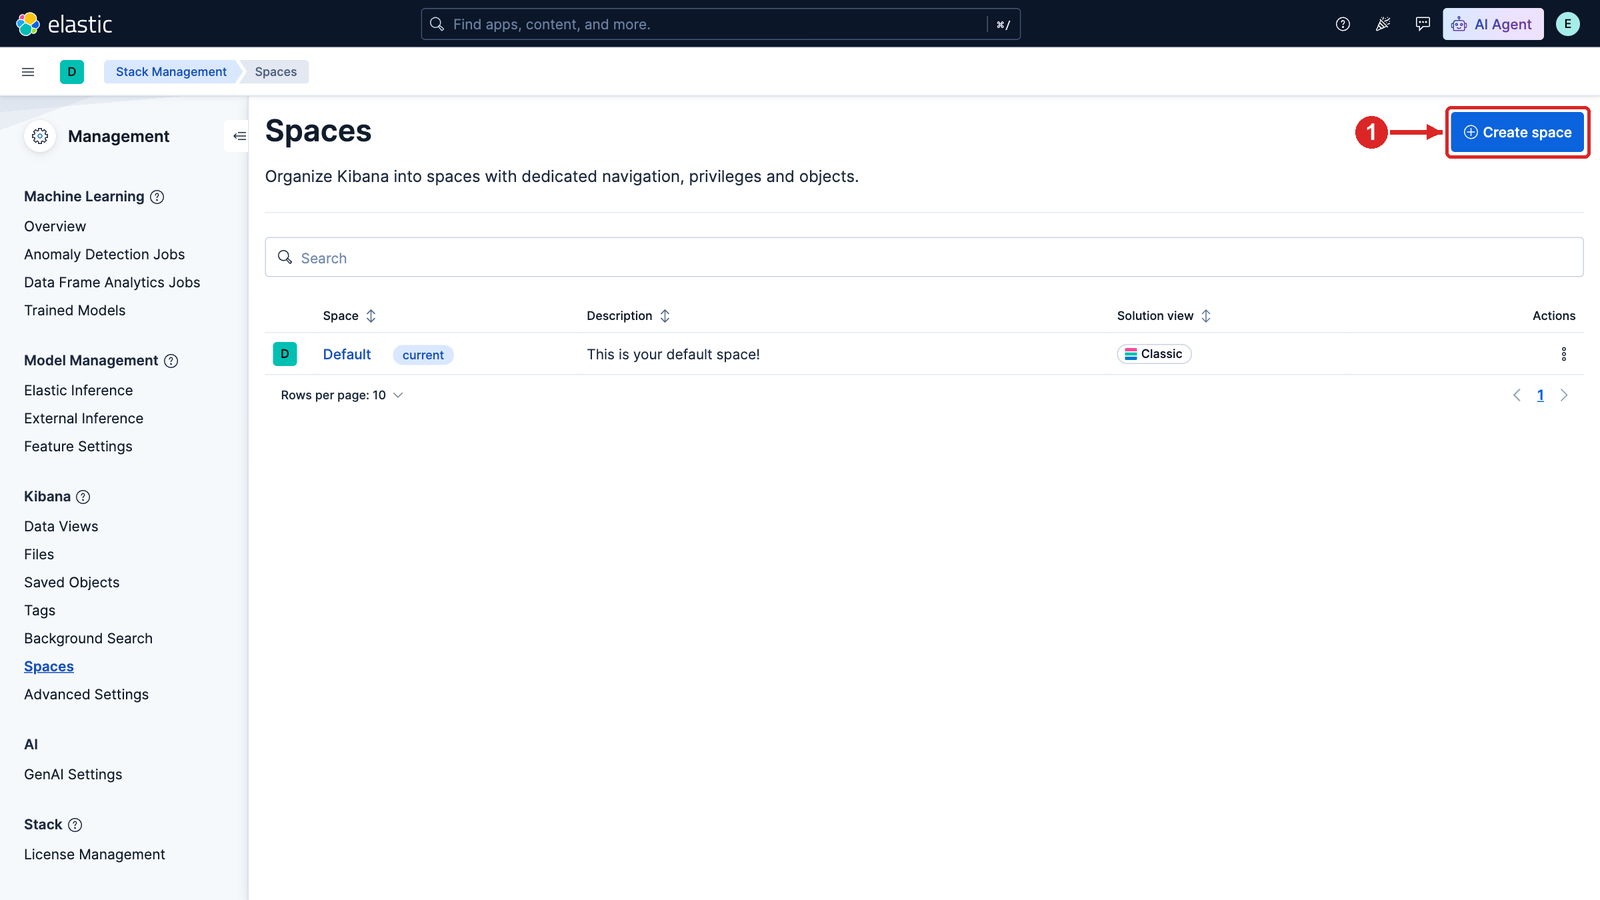 elastic
Find apps, content, and more.
⌘/
AI Agent
E
D
Stack Management
Spaces
Management
Machine Learning
Overview
Anomaly Detection Jobs
Data Frame Analytics Jobs
Trained Models
Model Management
Elastic Inference
External Inference
Feature Settings
Kibana
Data Views
Files
Saved Objects
Tags
Background Search
Spaces
Advanced Settings
AI
GenAI Settings
Stack
License Management
Spaces
1
Create space
Organize Kibana into spaces with dedicated navigation, privileges and objects.
Search
Space Description Solution view Actions
D Default current This is your default space! Classic
Rows per page: 10
1